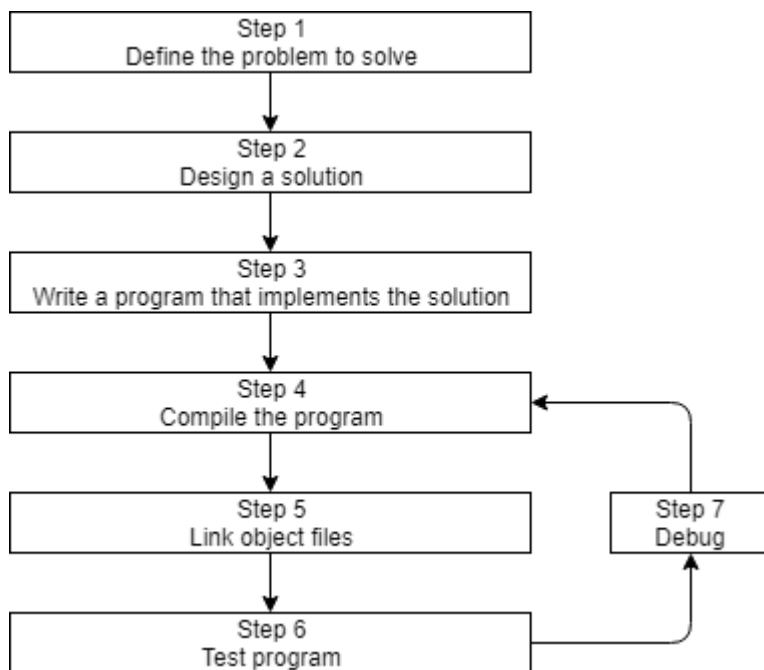 Step 1
Define the problem to solve
Step 2
Design a solution
Step 3
Write a program that implements the solution
Step 4
Compile the program
Step 5
Link object files
Step 7
Debug
Step 6
Test program